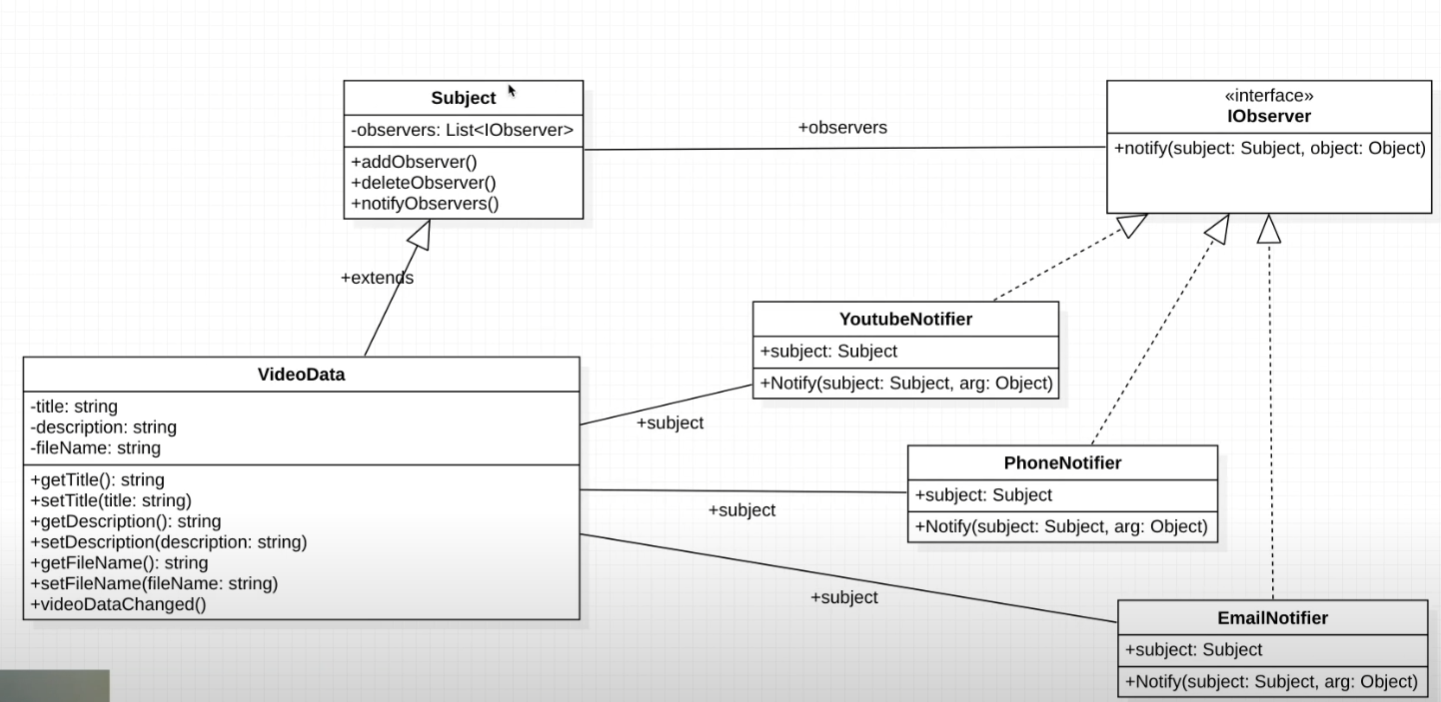 Subject
-observers: List<IObserver>
+addObserver()
+deleteObserver()
+notifyObservers()
+observers
«interface»
IObserver
+notify(subject: Subject, object: Object)
+extends
VideoData
-title: string
-description: string
-fileName: string
+getTitle(): string
+setTitle(title: string)
+getDescription(): string
+setDescription(description: string)
+getFileName(): string
+setFileName(fileName: string)
+videoDataChanged()
YoutubeNotifier
+subject: Subject
+Notify(subject: Subject, arg: Object)
+subject
PhoneNotifier
+subject: Subject
+Notify(subject: Subject, arg: Object)
+subject
+subject
EmailNotifier
+subject: Subject
+Notify(subject: Subject, arg: Object)